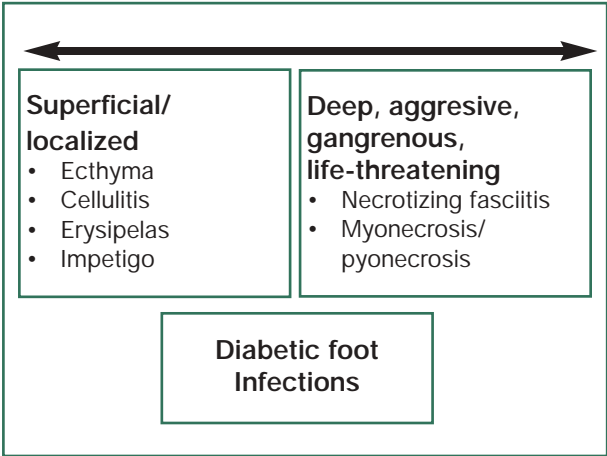 Superficial/
localized
• Ecthyma
• Cellulitis
• Erysipelas
• Impetigo
Deep, aggresive,
gangrenous,
life-threatening
• Necrotizing fasciitis
• Myonecrosis/
pyonecrosis
Diabetic foot
Infections